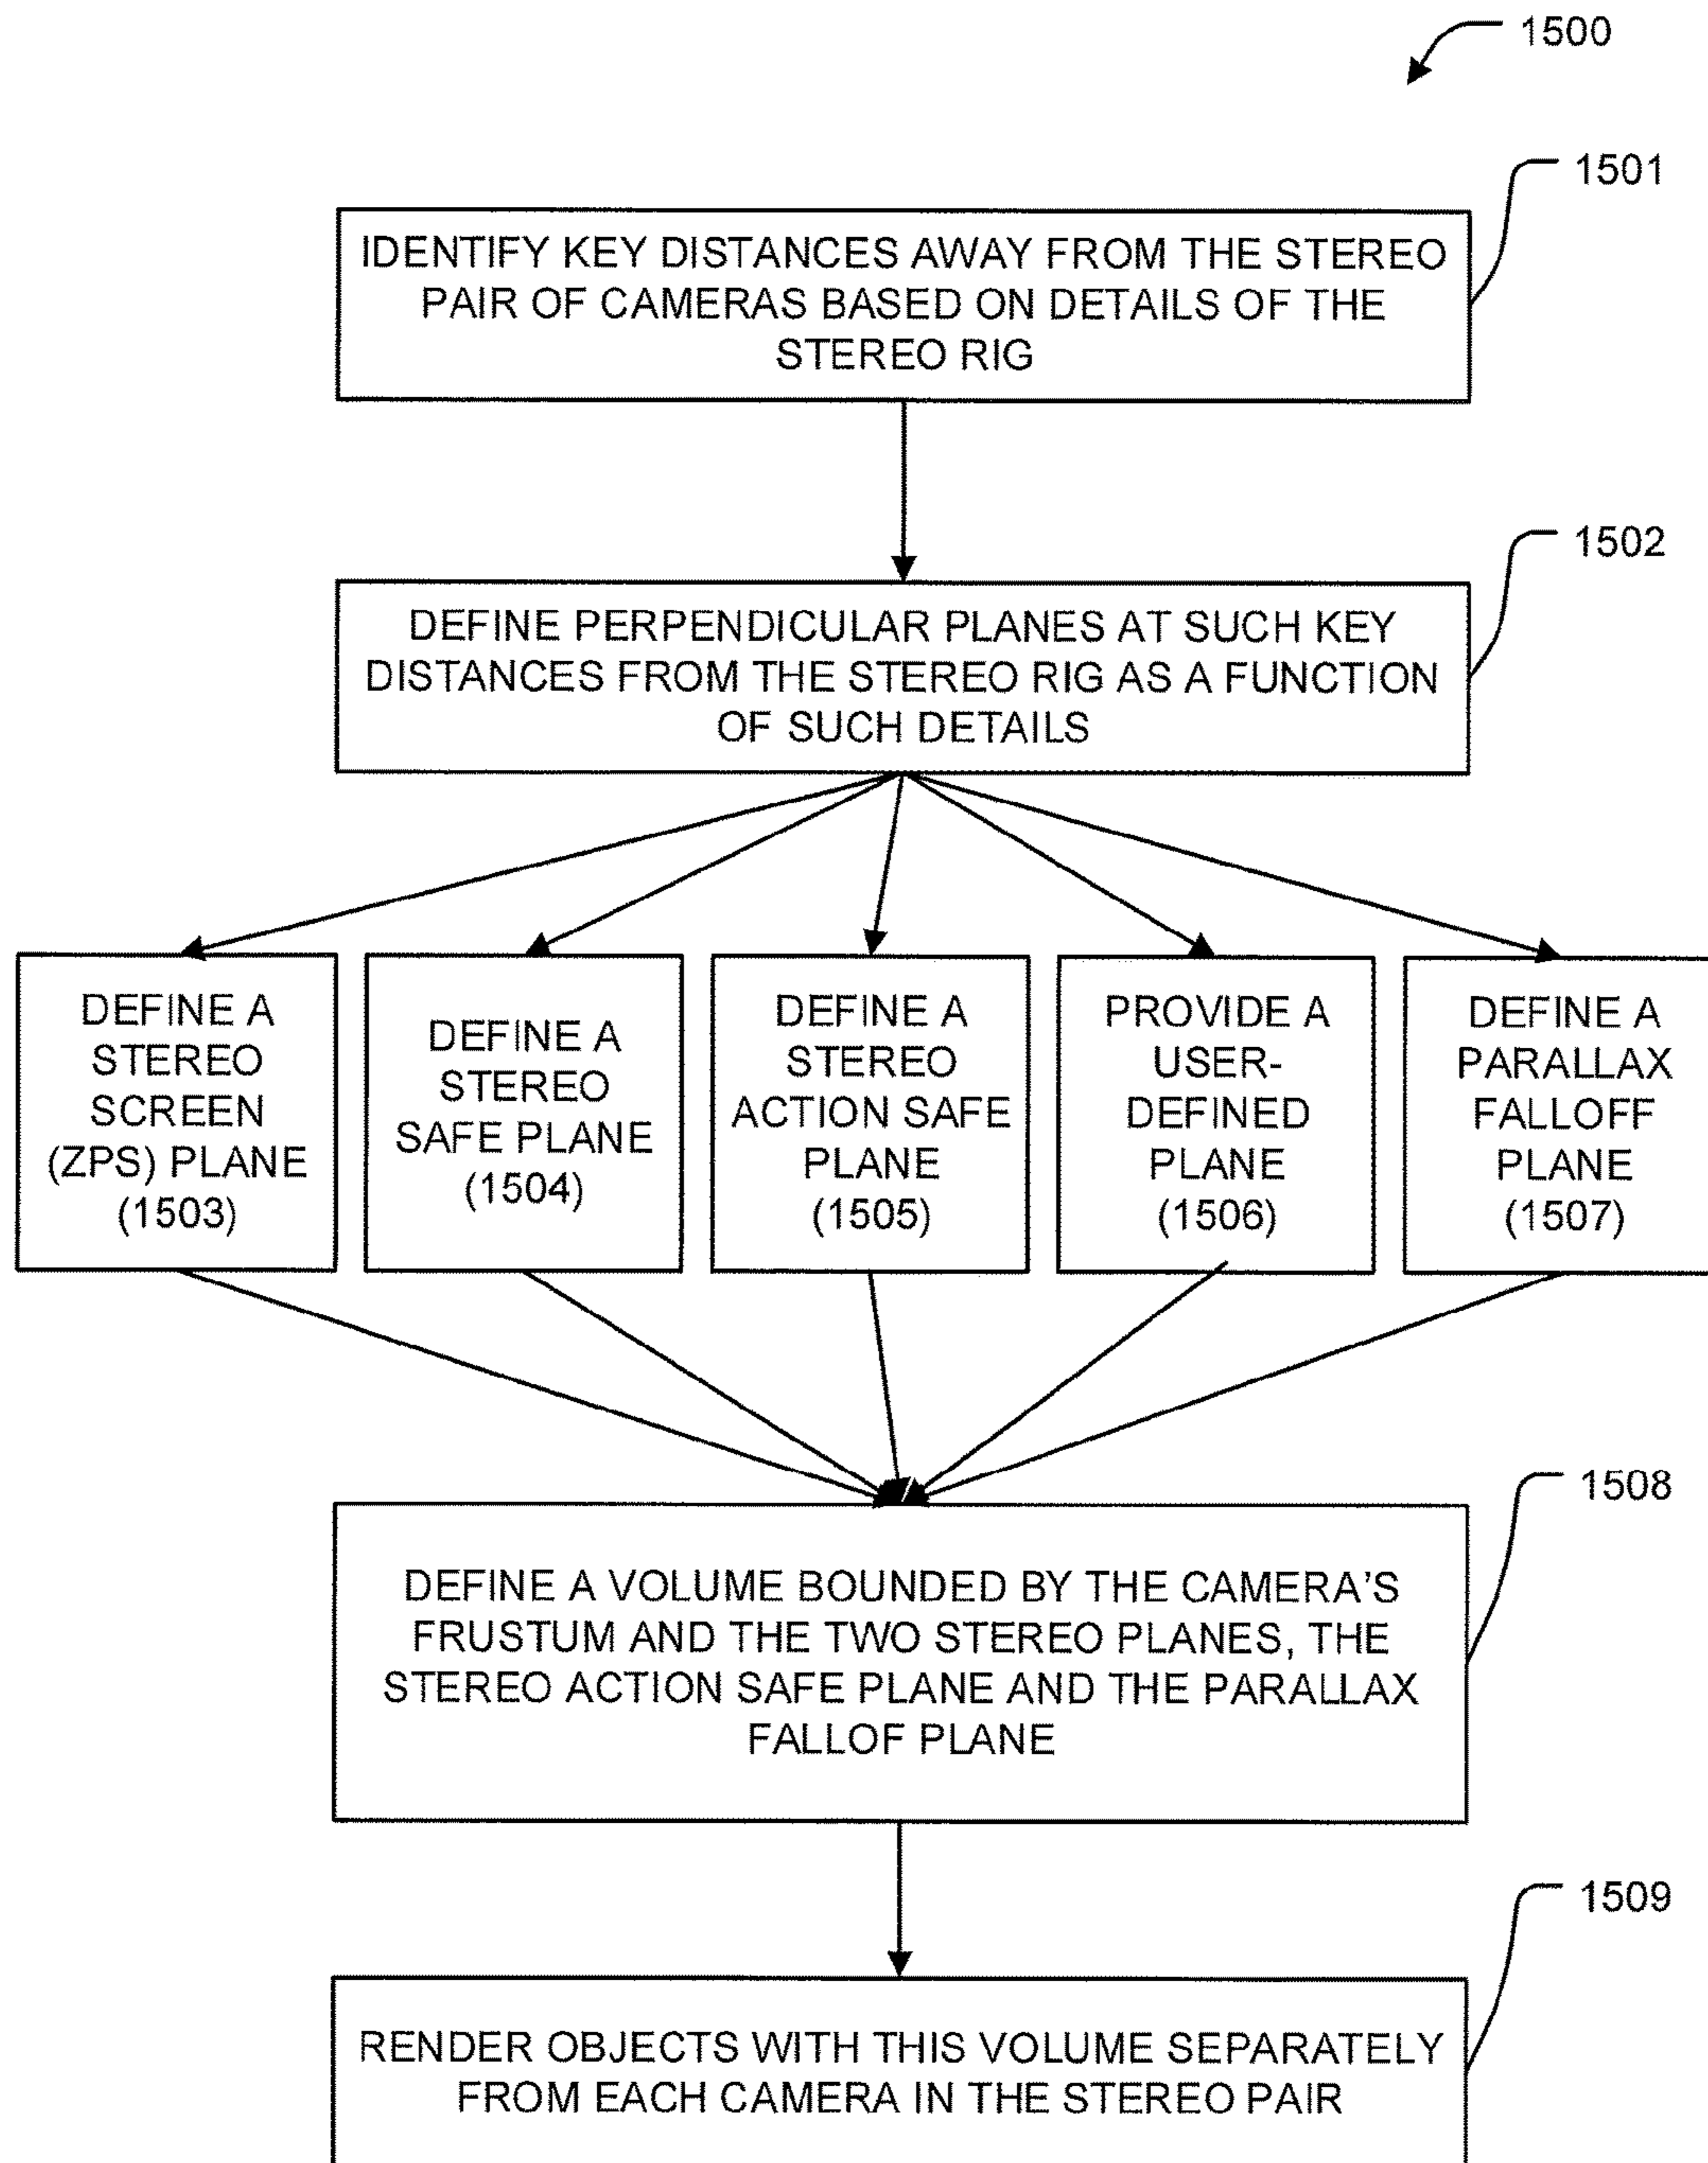 1500
1501
IDENTIFY KEY DISTANCES AWAY FROM THE STEREO
PAIR OF CAMERAS BASED ON DETAILS OF THE
STEREO RIG
1502
DEFINE PERPENDICULAR PLANES AT SUCH KEY
DISTANCES FROM THE STEREO RIG AS A FUNCTION
OF SUCH DETAILS
DEFINE A
STEREO
SCREEN
(ZPS) PLANE
(1503)
DEFINE A
STEREO
SAFE PLANE
(1504)
DEFINE A
STEREO
ACTION SAFE
PLANE
(1505)
PROVIDE A
USER-
DEFINED
PLANE
(1506)
DEFINE A
PARALLAX
FALLOFF
PLANE
(1507)
1508
DEFINE A VOLUME BOUNDED BY THE CAMERA'S
FRUSTUM AND THE TWO STEREO PLANES, THE
STEREO ACTION SAFE PLANE AND THE PARALLAX
FALLOF PLANE
1509
RENDER OBJECTS WITH THIS VOLUME SEPARATELY
FROM EACH CAMERA IN THE STEREO PAIR